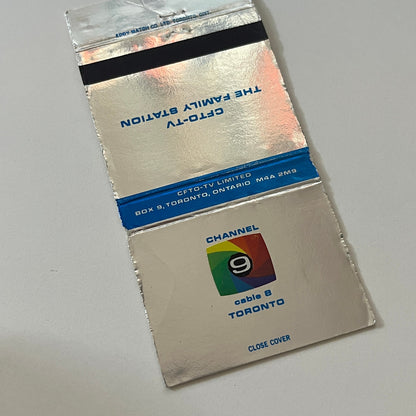 EDDY MATCH CO. LTD. TORONTO, ONT.
CFTO-TV
THE FAMILY STATION
CFTO-TV LIMITED
BOX 9, TORONTO, ONTARIO M4A 2M9
CHANNEL
9
cable 8
TORONTO
CLOSE COVER